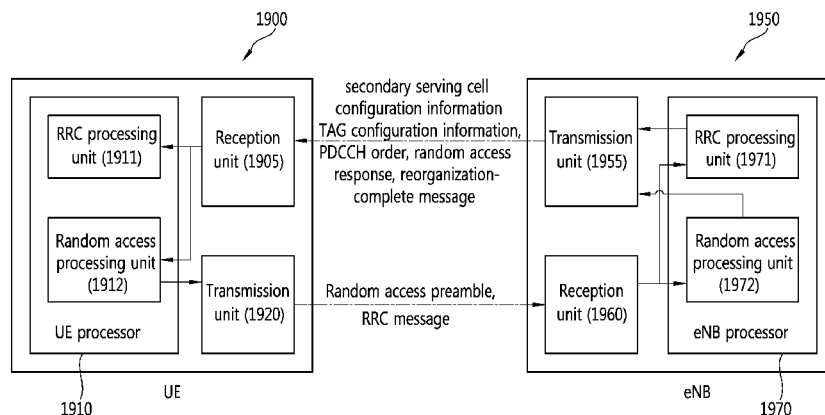 1900
1950
secondary serving cell
configuration information
TAG configuration information,
PDCCH order, random access
response, reorganization-
complete message
RRC processing
unit (1911)
Reception
unit (1905)
Random access
processing unit
(1912)
Transmission
unit (1920)
UE processor
UE
1910
Random access preamble,
RRC message
Transmission
unit (1955)
RRC processing
unit (1971)
Reception
unit (1960)
Random access
processing unit
(1972)
eNB processor
eNB
1970